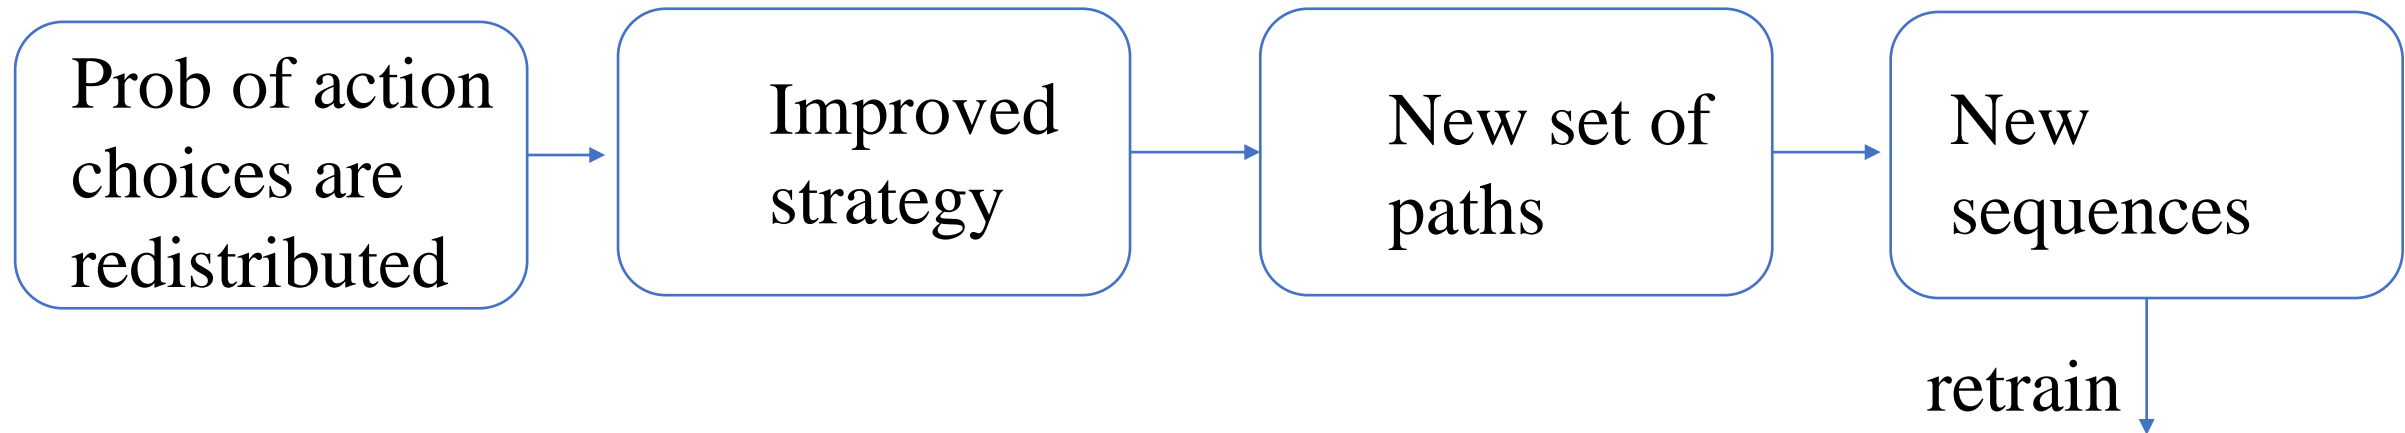 Prob of action
choices are
redistributed
Improved
strategy
New set of
paths
New
sequences
retrain